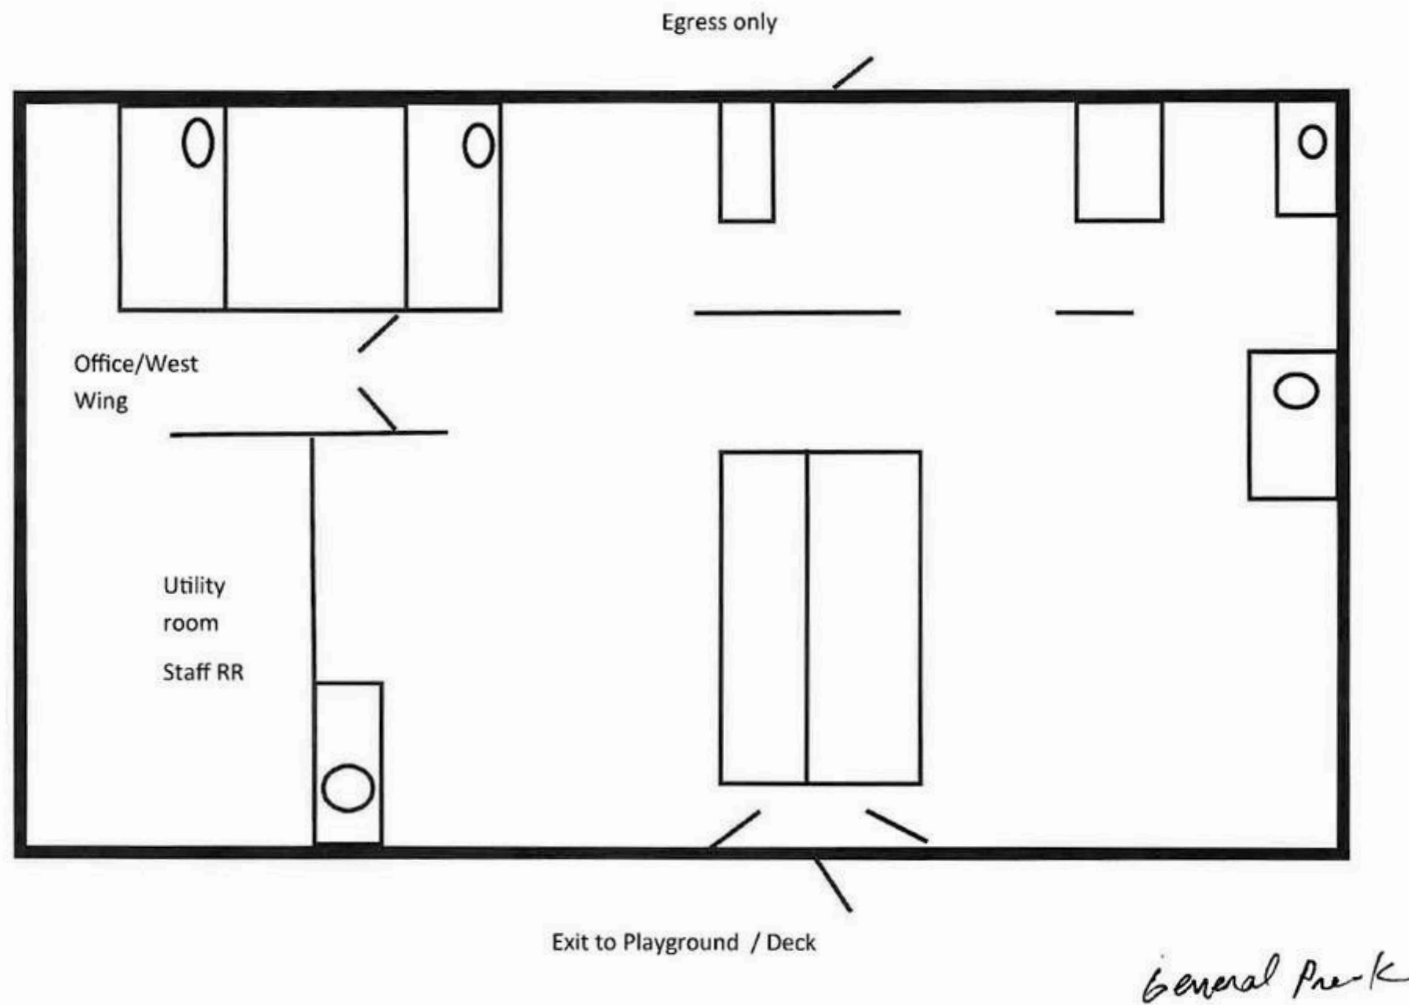 Egress only
Office/West
Wing
Utility
room
Staff RR
Exit to Playground / Deck
General Pre-K